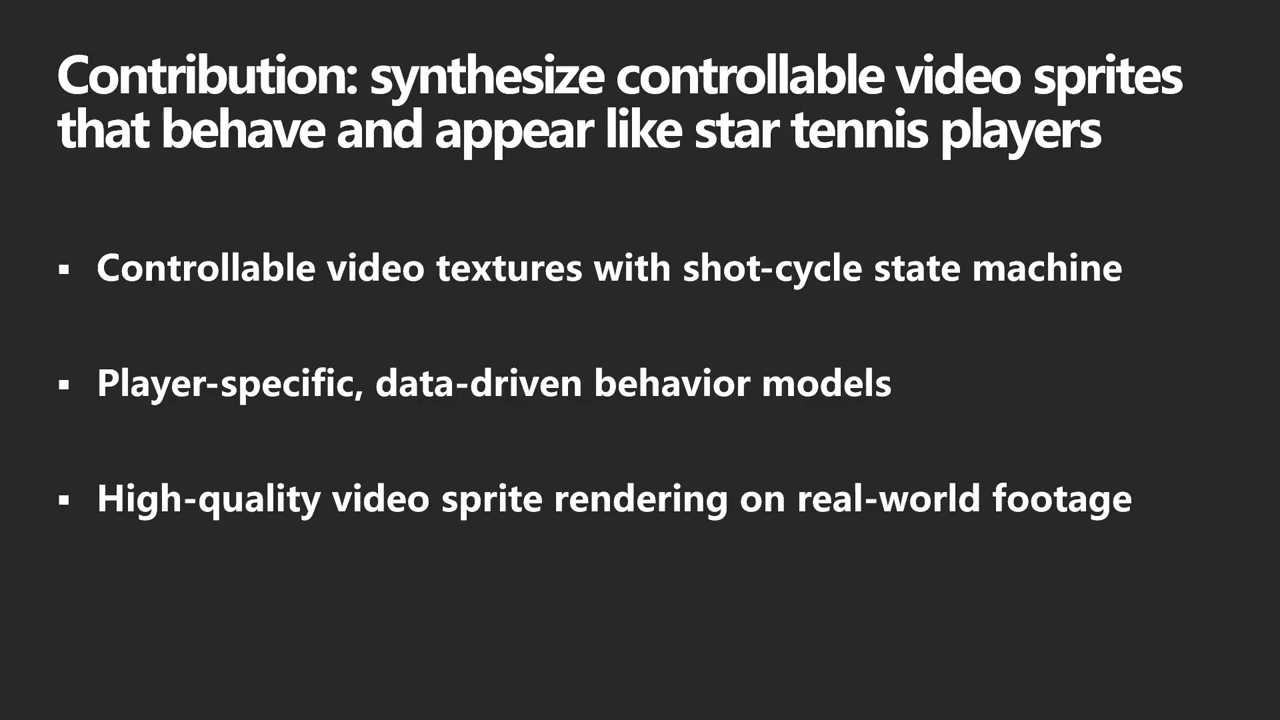 Contribution: synthesize controllable video sprites
that behave and appear like star tennis players
▪ Controllable video textures with shot-cycle state machine
▪ Player-specific, data-driven behavior models
▪ High-quality video sprite rendering on real-world footage